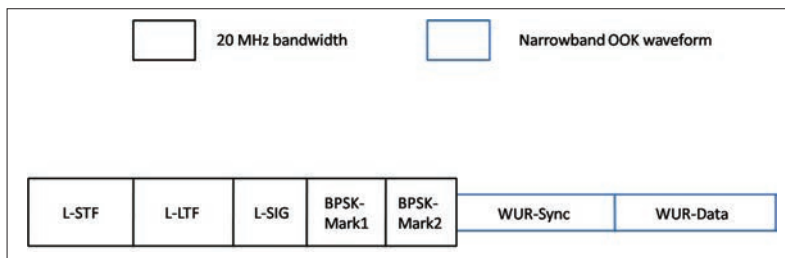 20 MHz bandwidth
Narrowband OOK waveform
L-STF
L-LTF
L-SIG
BPSK-
Mark1
BPSK-
Mark2
WUR-Sync
WUR-Data